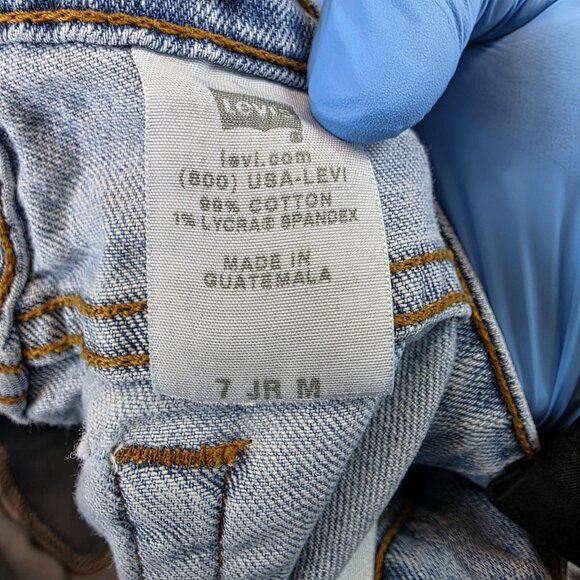 Levi's
®
levi.com
(800) USA-LEVI
99% COTTON
1% LYCRA® SPANDEX
MADE IN
GUATEMALA
7 JR M